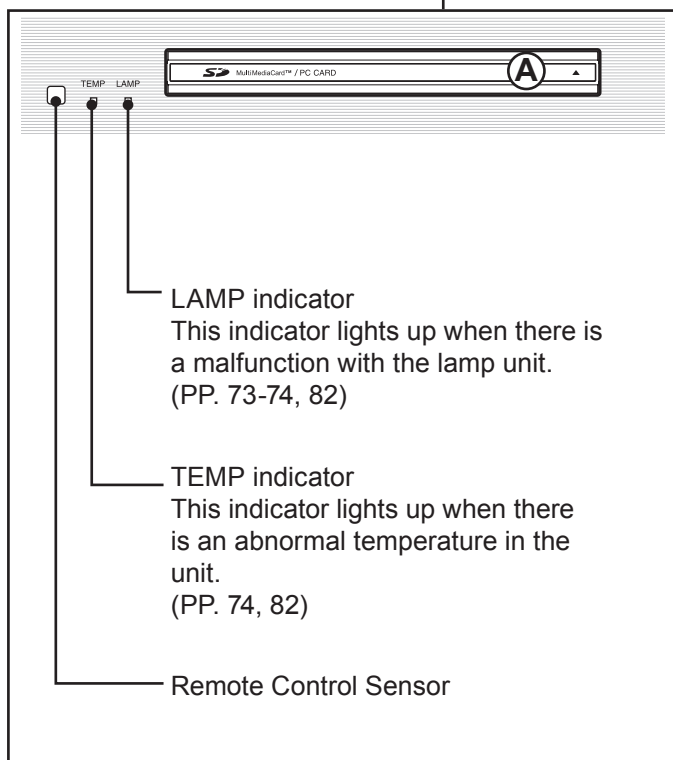 SD MultiMediaCard™ / PC CARD A
TEMP LAMP
LAMP indicator
This indicator lights up when there is
a malfunction with the lamp unit.
(PP. 73-74, 82)
TEMP indicator
This indicator lights up when there
is an abnormal temperature in the
unit.
(PP. 74, 82)
Remote Control Sensor